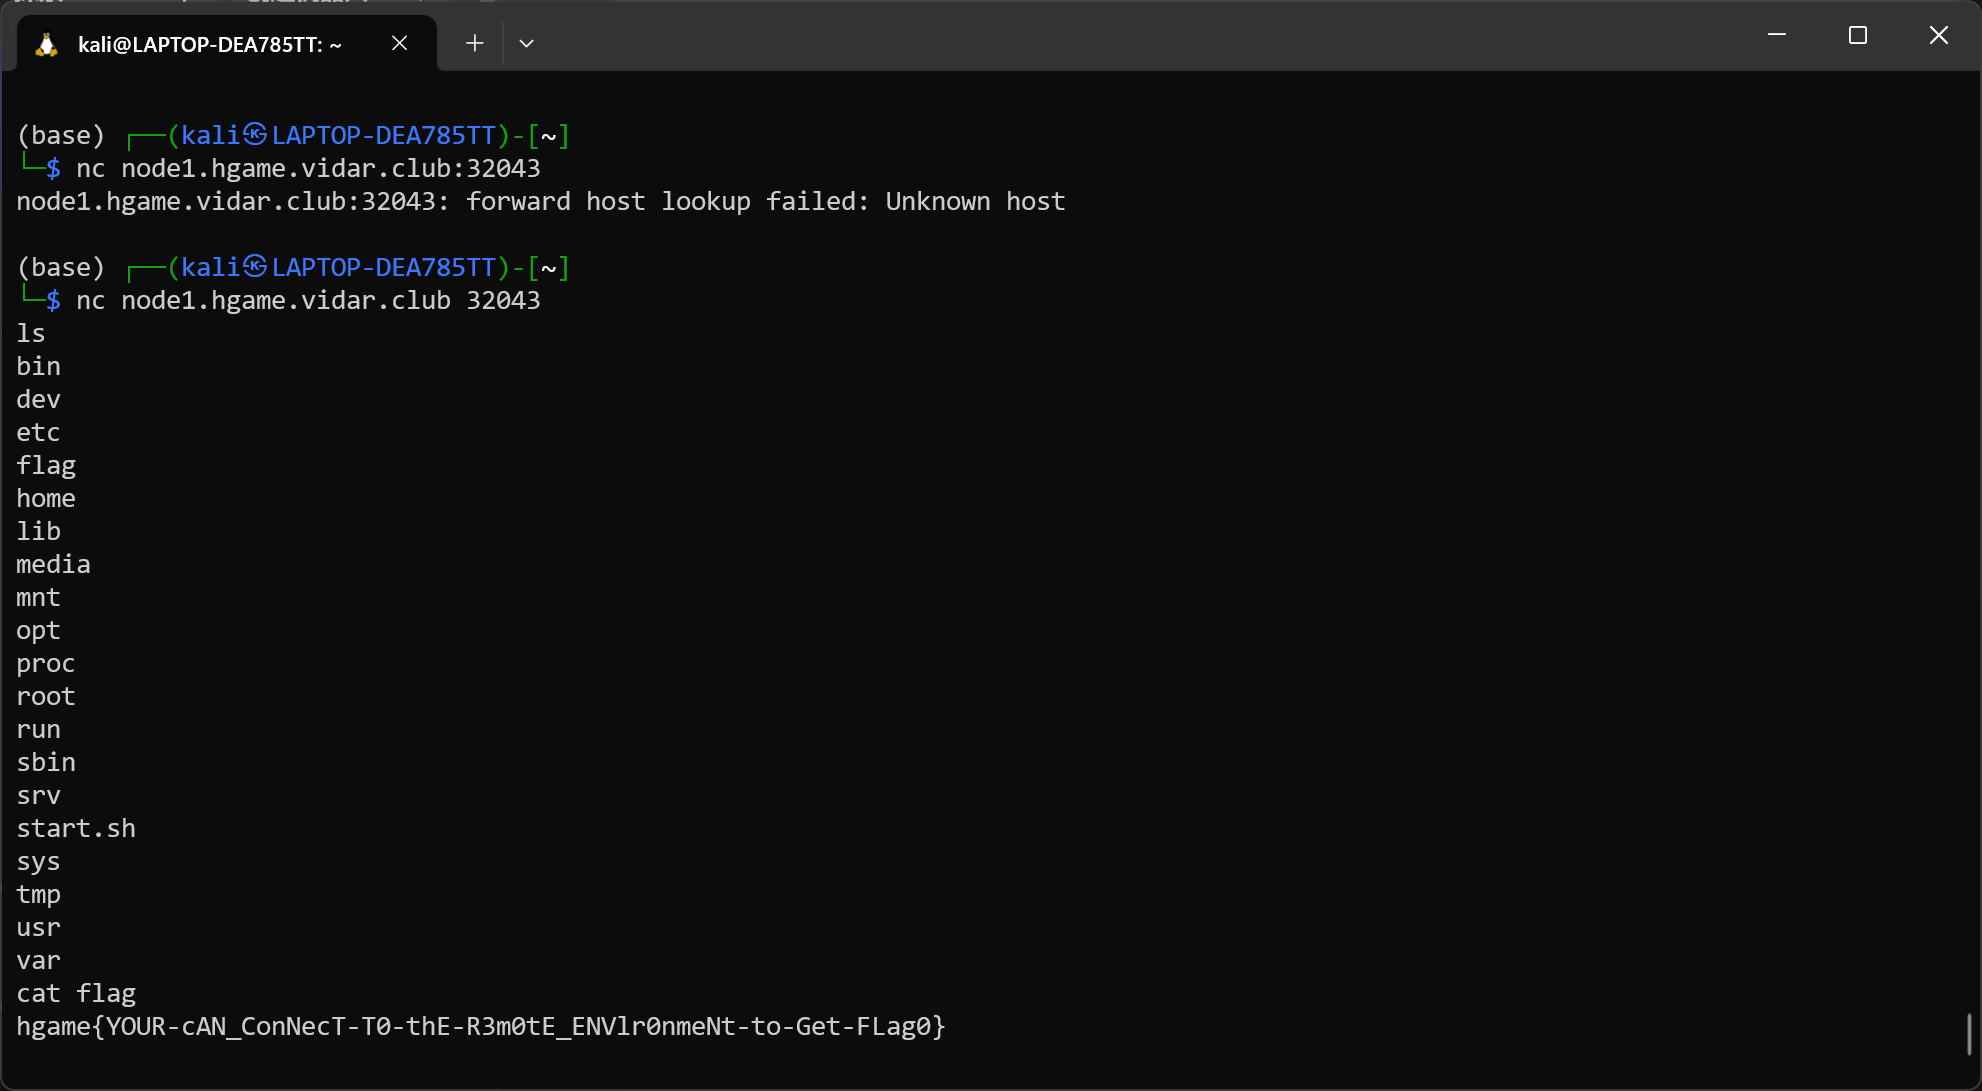 kali@LAPTOP-DEA785TT: ~
(base) ┌──(kali㉿LAPTOP-DEA785TT)-[~]
└─$ nc node1.hgame.vidar.club:32043
node1.hgame.vidar.club:32043: forward host lookup failed: Unknown host
(base) ┌──(kali㉿LAPTOP-DEA785TT)-[~]
└─$ nc node1.hgame.vidar.club 32043
ls
bin
dev
etc
flag
home
lib
media
mnt
opt
proc
root
run
sbin
srv
start.sh
sys
tmp
usr
var
cat flag
hgame{YOUR-cAN_ConNecT-T0-thE-R3m0tE_ENVlr0nmeNt-to-Get-FLag0}